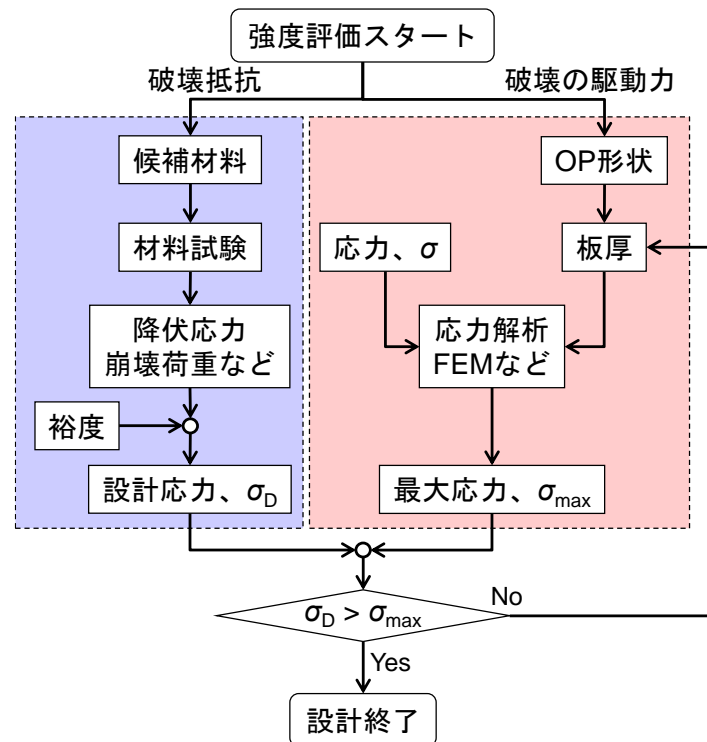 強度評価スタート
破壊抵抗
破壊の駆動力
候補材料
OP形状
材料試験
応力、σ
板厚
降伏応力
崩壊荷重など
応力解析
FEMなど
裕度
設計応力、σD
最大応力、σmax
σD > σmax
No
Yes
設計終了